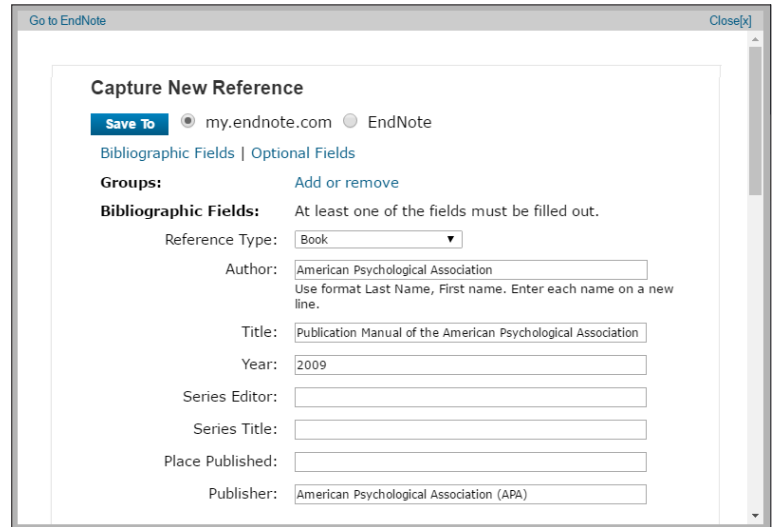 Go to EndNote Close[x]
Capture New Reference
Save To my.endnote.com EndNote
Bibliographic Fields | Optional Fields
Groups: Add or remove
Bibliographic Fields: At least one of the fields must be filled out.
Reference Type: Book
Author: American Psychological Association
Use format Last Name, First name. Enter each name on a new
line.
Title: Publication Manual of the American Psychological Association
Year: 2009
Series Editor:
Series Title:
Place Published:
Publisher: American Psychological Association (APA)